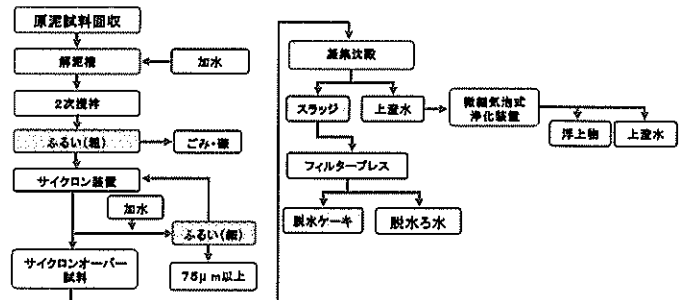 原泥試料回収
解泥槽
加水
2次撹拌
ふるい(粗)
ごみ・礫
サイクロン装置
加水
ふるい(細)
サイクロンオーバー
試料
75μm以上
凝集沈殿
スラッジ
上澄水
微細気泡式
浄化装置
浮上物
上澄水
フィルタープレス
脱水ケーキ
脱水ろ水